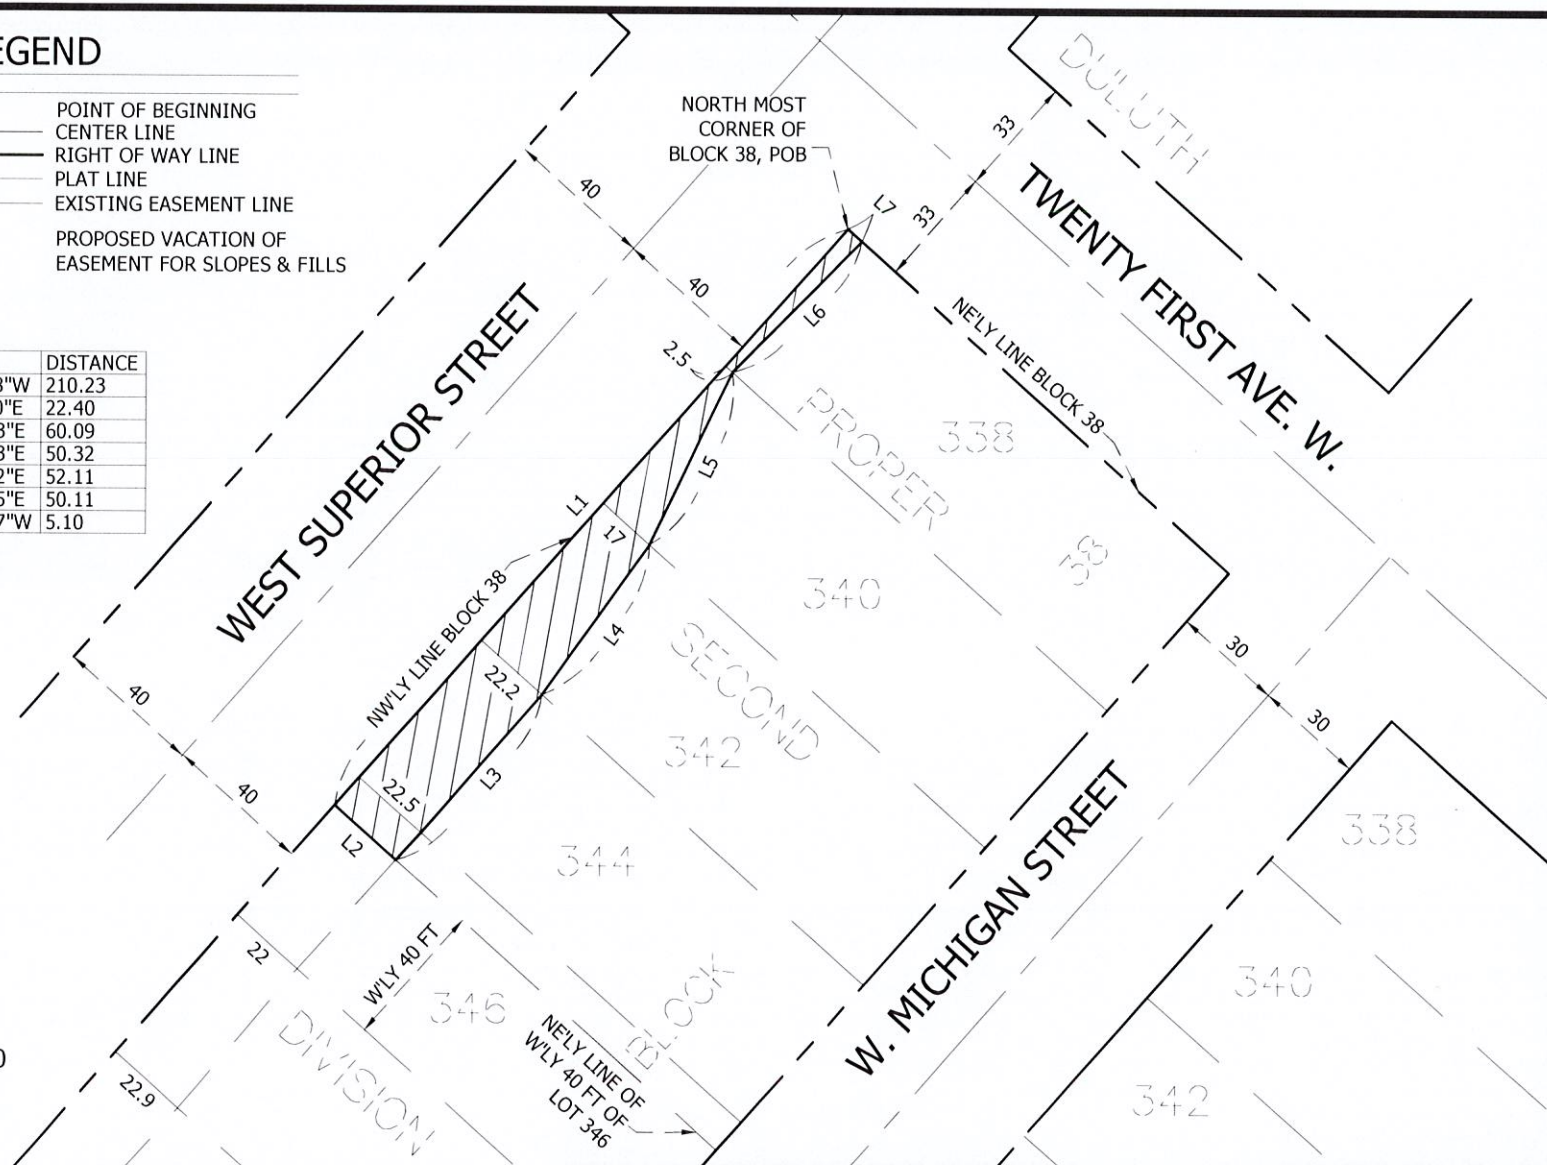 EGEND
POINT OF BEGINNING
CENTER LINE
RIGHT OF WAY LINE
PLAT LINE
EXISTING EASEMENT LINE
PROPOSED VACATION OF
EASEMENT FOR SLOPES & FILLS
DISTANCE
"W 210.23
"E 22.40
"E 60.09
"E 50.32
"E 52.11
"E 50.11
"W 5.10
NORTH MOST
CORNER OF
BLOCK 38, POB
DULUTH
33
33
L7
TWENTY FIRST AVE. W.
40
40
2.5
L6
NE'LY LINE BLOCK 38
WEST SUPERIOR STREET
PROPER
338
L1
L5
17
38
340
NW'LY LINE BLOCK 38
L4
SECOND
22.2
30
30
40
40
342
L3
22.5
L2
344
W. MICHIGAN STREET
338
22
W'LY 40 FT
346
BLOCK
340
DIVISION
NE'LY LINE OF
W'LY 40 FT OF
LOT 346
22.9
342